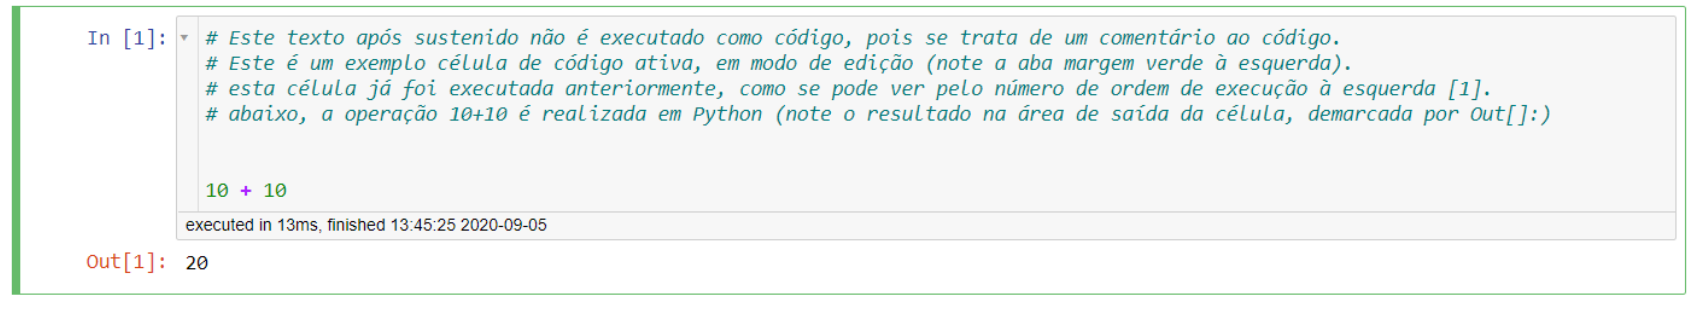 In [1]: # Este texto após sustenido não é executado como código, pois se trata de um comentário ao código.
# Este é um exemplo célula de código ativa, em modo de edição (note a aba margem verde à esquerda).
# esta célula já foi executada anteriormente, como se pode ver pelo número de ordem de execução à esquerda [1].
# abaixo, a operação 10+10 é realizada em Python (note o resultado na área de saída da célula, demarcada por Out[]:)
10 + 10
executed in 13ms, finished 13:45:25 2020-09-05
Out[1]: 20